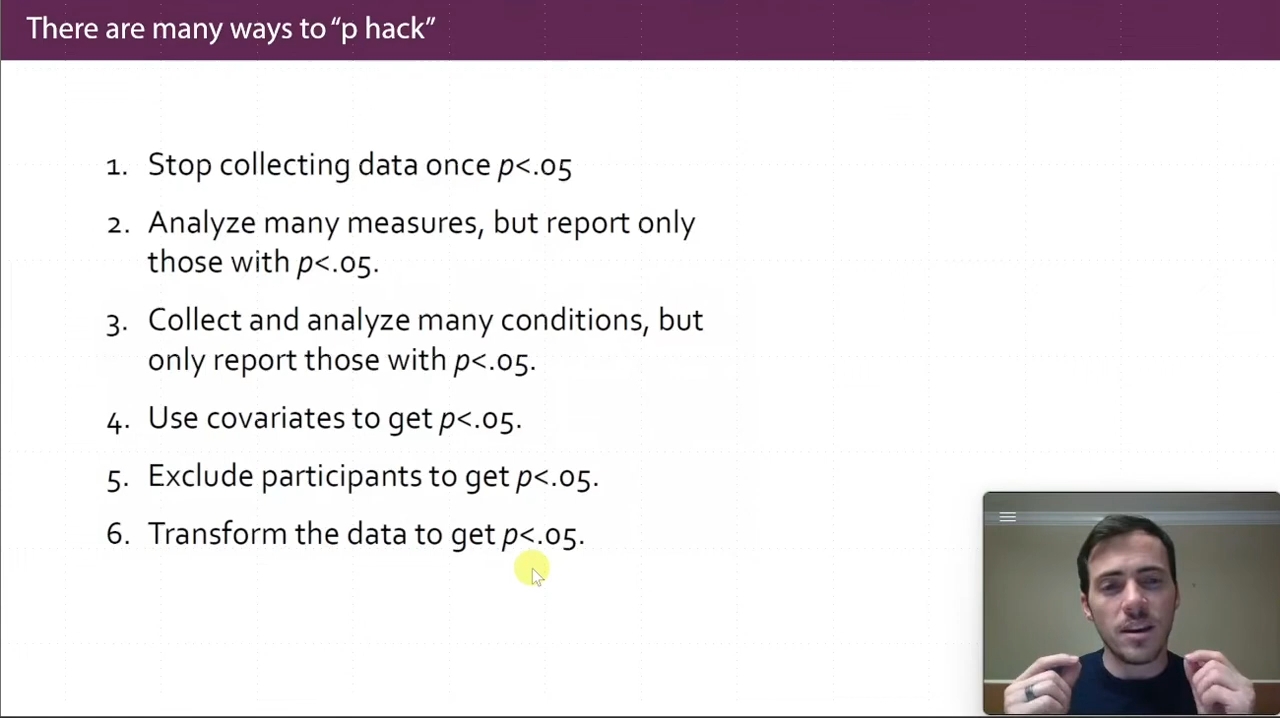 There are many ways to “p hack”
1. Stop collecting data once p<.05
2. Analyze many measures, but report only
those with p<.05.
3. Collect and analyze many conditions, but
only report those with p<.05.
4. Use covariates to get p<.05.
5. Exclude participants to get p<.05.
6. Transform the data to get p<.05.